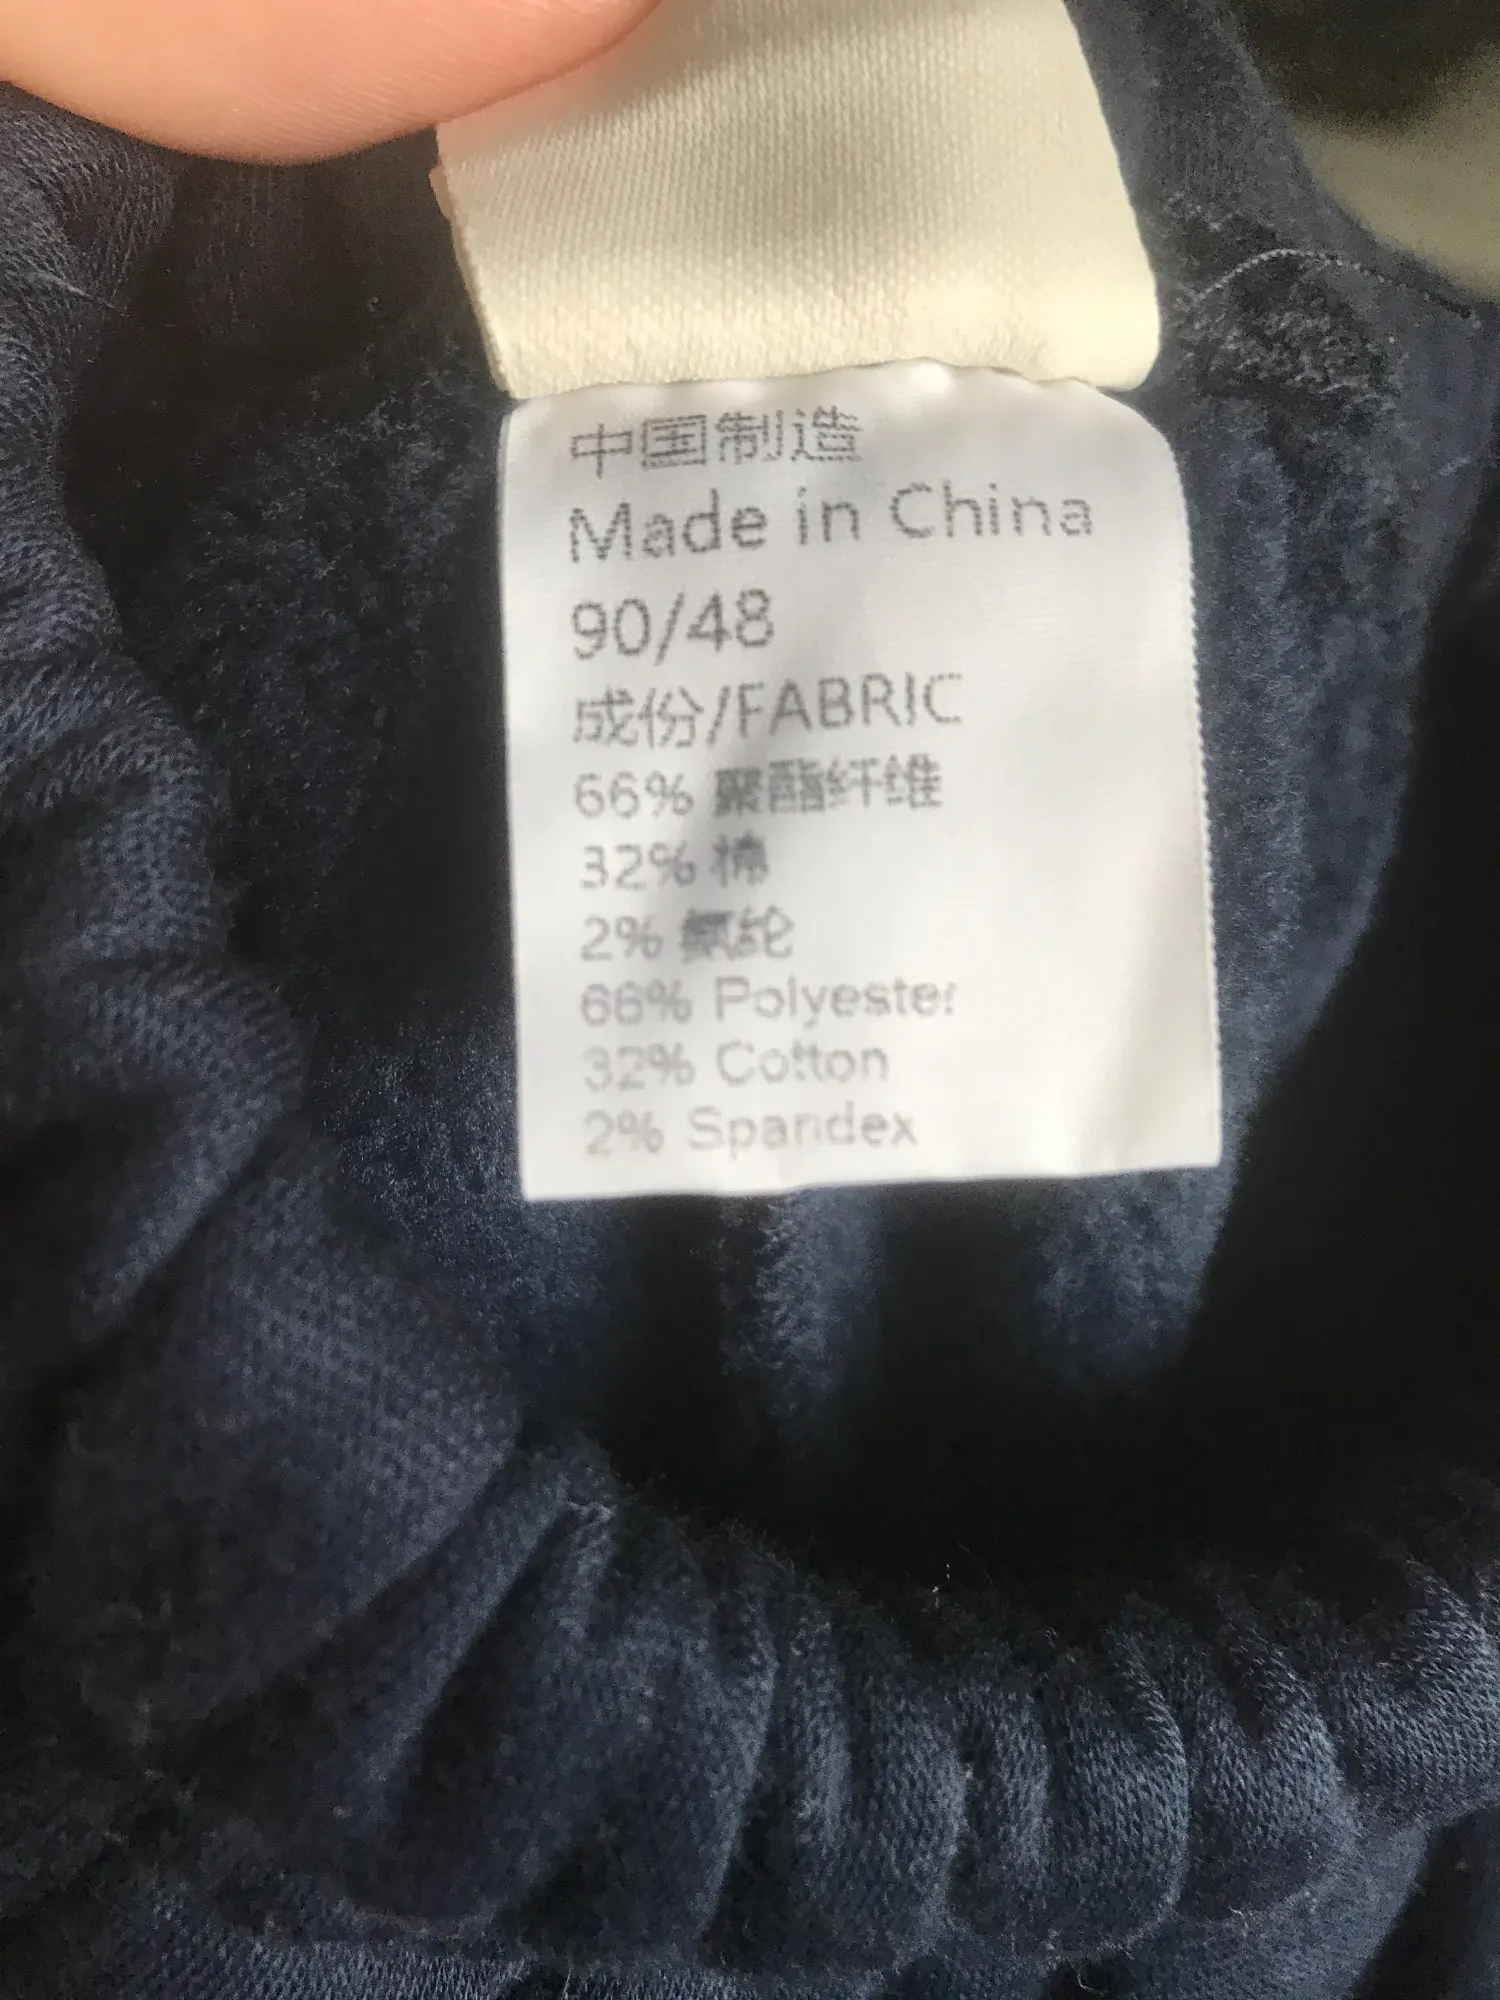 中国制造
Made in China
90/48
成份/FABRIC
66% 聚酯纤维
32% 棉
2% 氨纶
66% Polyester
32% Cotton
2% Spandex